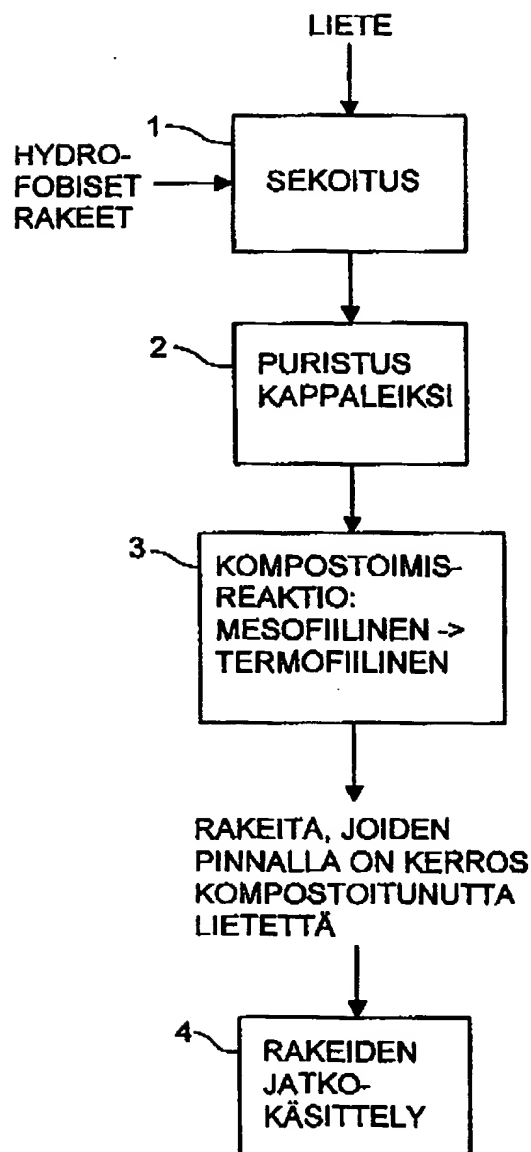 LIETE
1
HYDRO-
FOBISET
RAKEET
SEKOITUS
2
PURISTUS
KAPPALEIKSI
3
KOMPOSTOIMIS-
REAKTIO:
MESOFIILINEN ->
TERMOFIILINEN
RAKEITA, JOIDEN
PINNALLA ON KERROS
KOMPOSTOITUNUTTA
LIETETTÄ
4
RAKEIDEN
JATKO-
KÄSITTELY